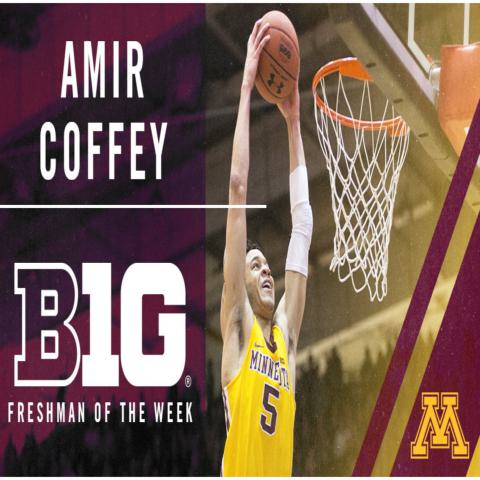 AMIR
COFFEY
B1G
FRESHMAN OF THE WEEK
MINNESOTA
5
M